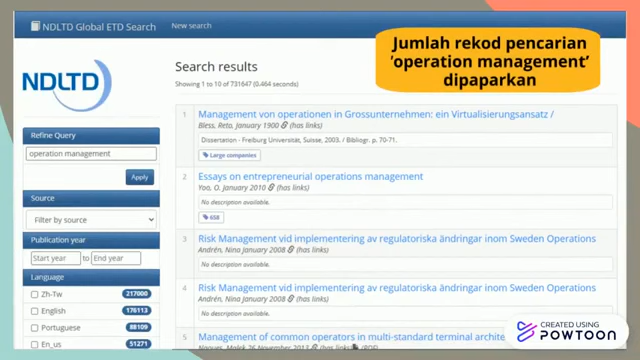 NDLTD Global ETD Search
New search
Jumlah rekod pencarian
'operation management'
dipaparkan
NDLTD
Search results
Showing 1 to 10 of 731647 (0.464 seconds)
Refine Query
operation management
Apply
Source
Filter by source
Publication year
Start year to End year
Language
Zh-Tw 217000
English 176113
Portuguese 88109
En_us 51271
1 Management von operationen in Grossunternehmen: ein Virtualisierungsansatz /
Bless, Reto, January 1900 (has links)
Dissertation - Freiburg Universität, Suisse, 2003. / Bibliogr. p. 70-71.
Large companies
2 Essays on entrepreneurial operations management
Yoo, O. January 2010 (has links)
No description available.
658
3 Risk Management vid implementering av regulatoriska ändringar inom Sweden Operations
Andrén, Nina January 2008 (has links)
No description available.
4 Risk Management vid implementering av regulatoriska ändringar inom Sweden Operations
Andrén, Nina January 2008 (has links)
No description available.
5 Management of common operators in multi-standard terminal
Malek 26 November 2013 (has links) (PDF)
CREATED USING
POWTOON